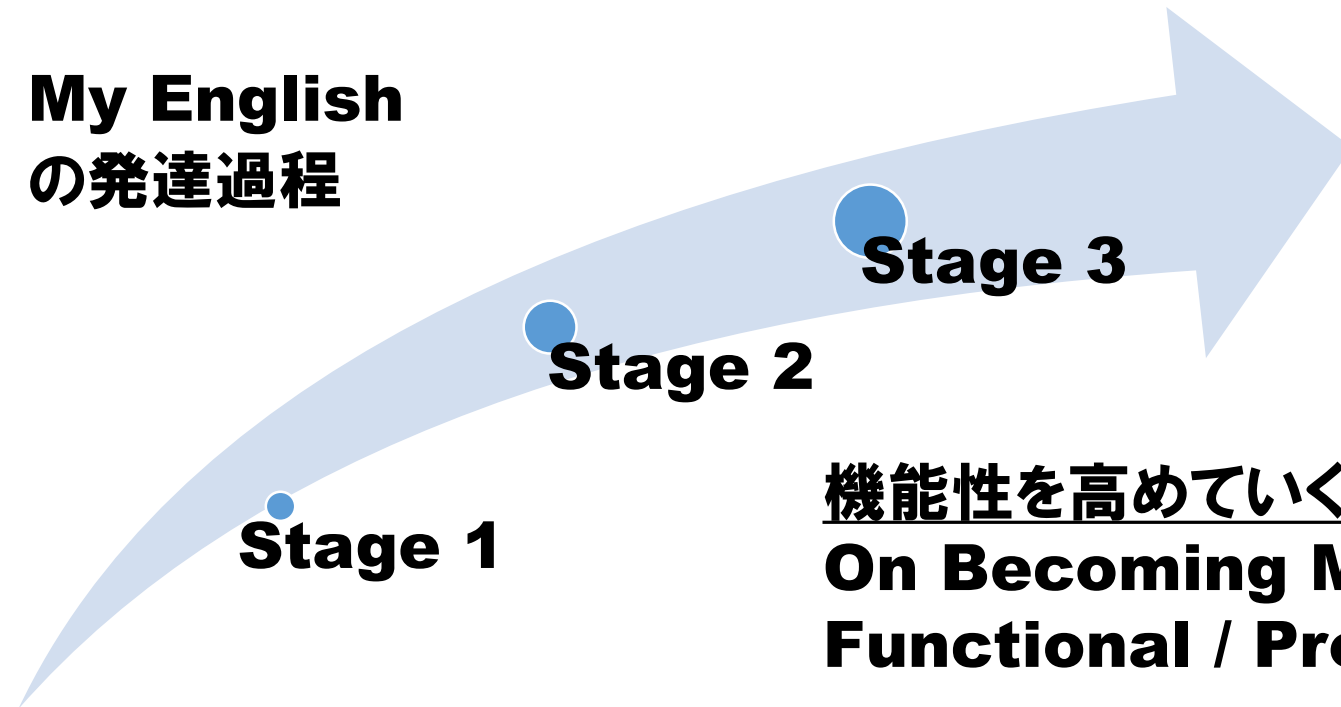 My English
の発達過程
Stage 3
Stage 2
Stage 1
機能性を高めていく
On Becoming
Functional /